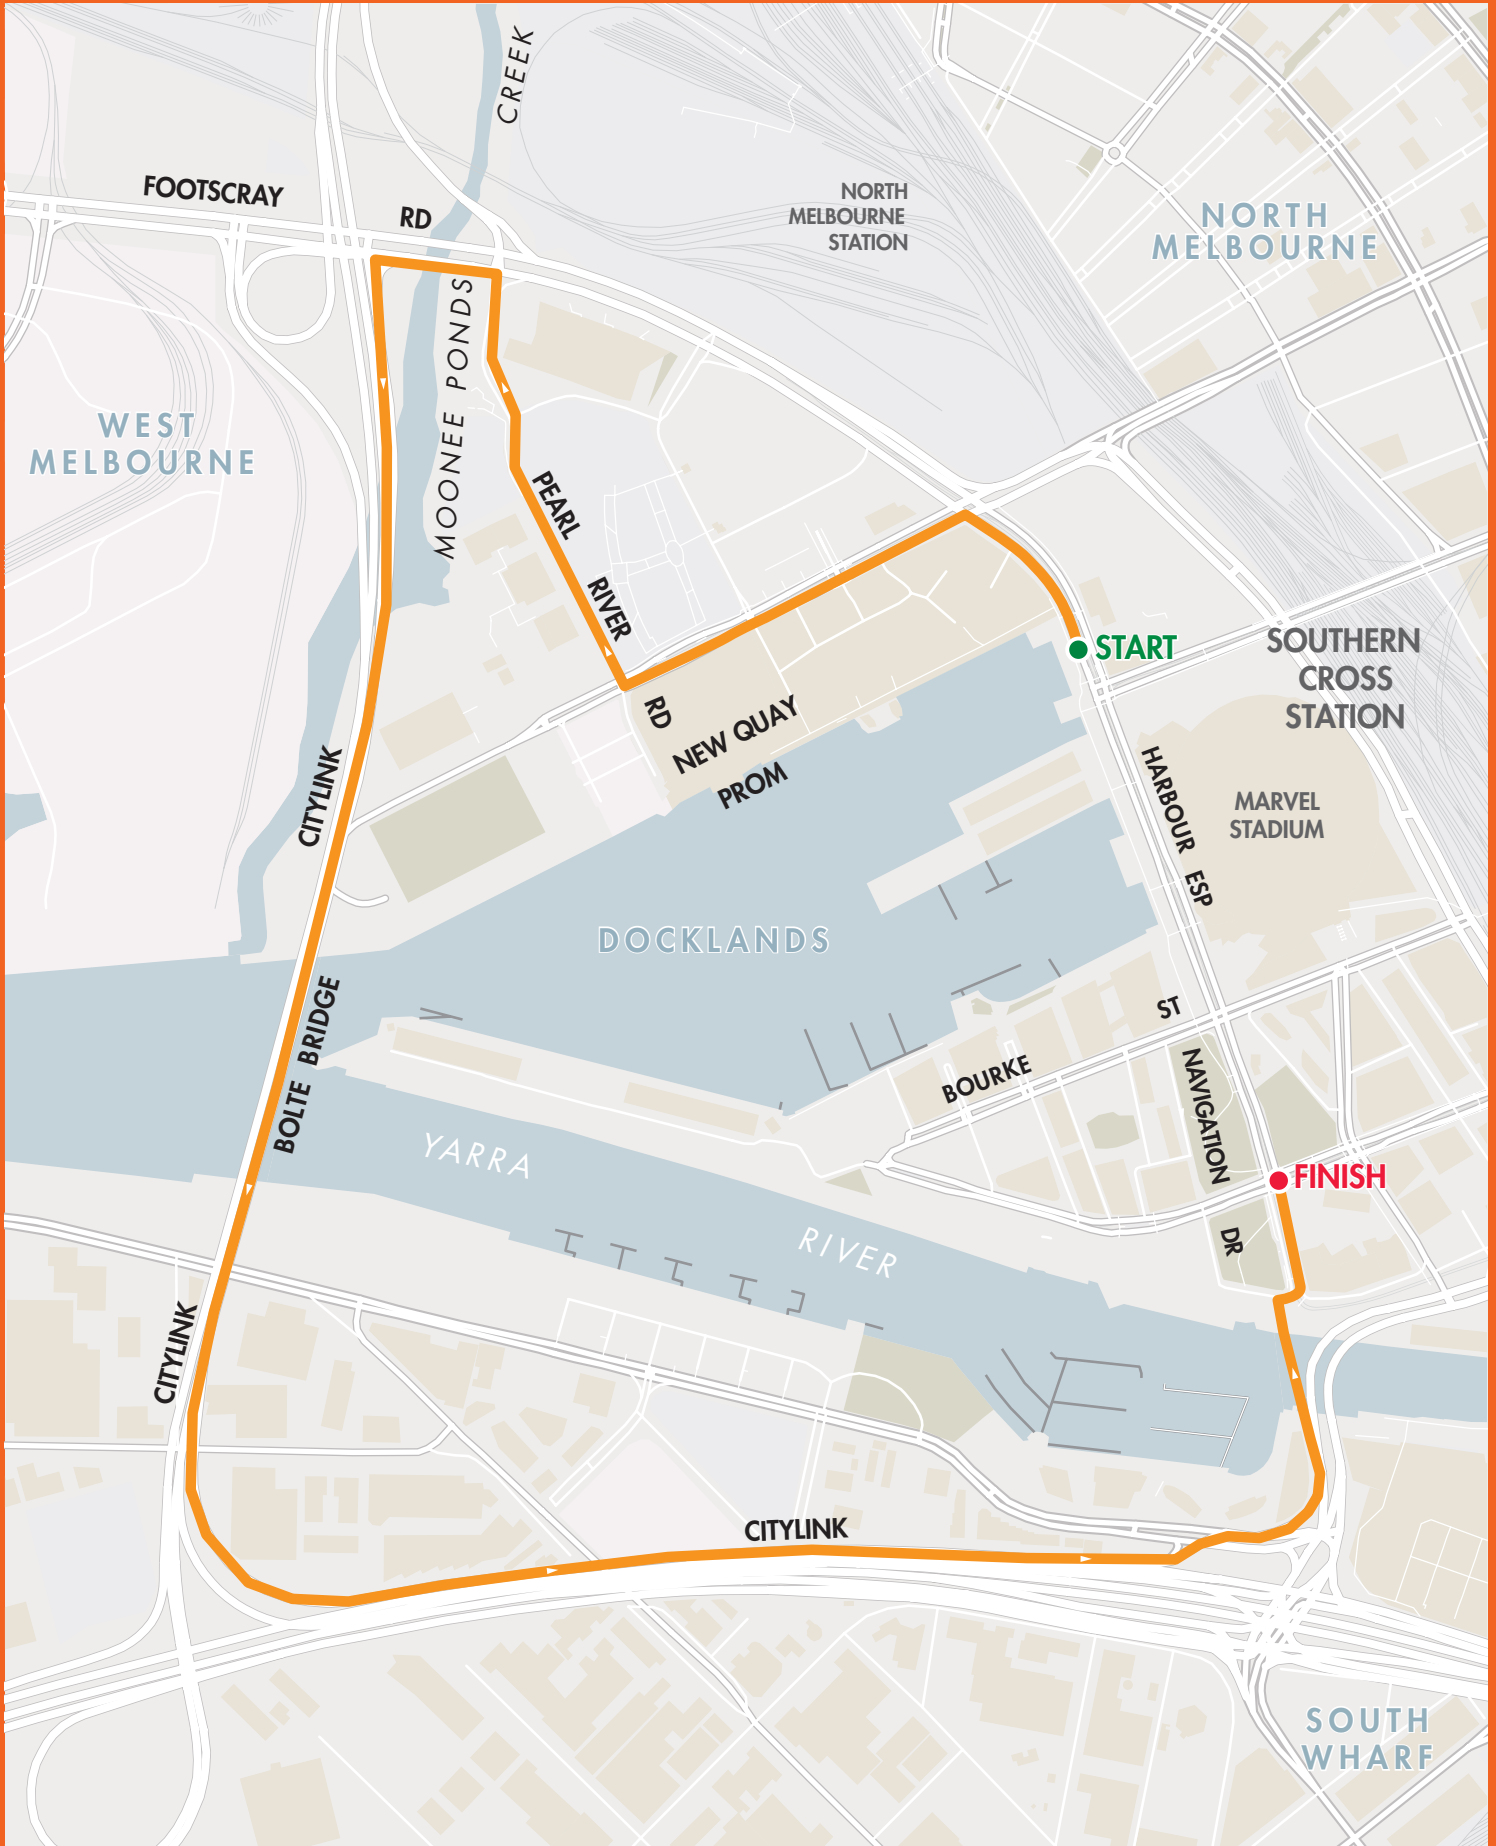 CREEK
FOOTSCRAY
RD
NORTH
MELBOURNE
STATION
NORTH
MELBOURNE
MOONEE PONDS
WEST
MELBOURNE
PEARL
RIVER
RD
START
SOUTHERN
CROSS
STATION
NEW QUAY
PROM
CITYLINK
HARBOUR ESP
MARVEL
STADIUM
DOCKLANDS
BOLTE BRIDGE
ST
BOURKE
NAVIGATION
DR
YARRA
RIVER
FINISH
CITYLINK
CITYLINK
SOUTH
WHARF